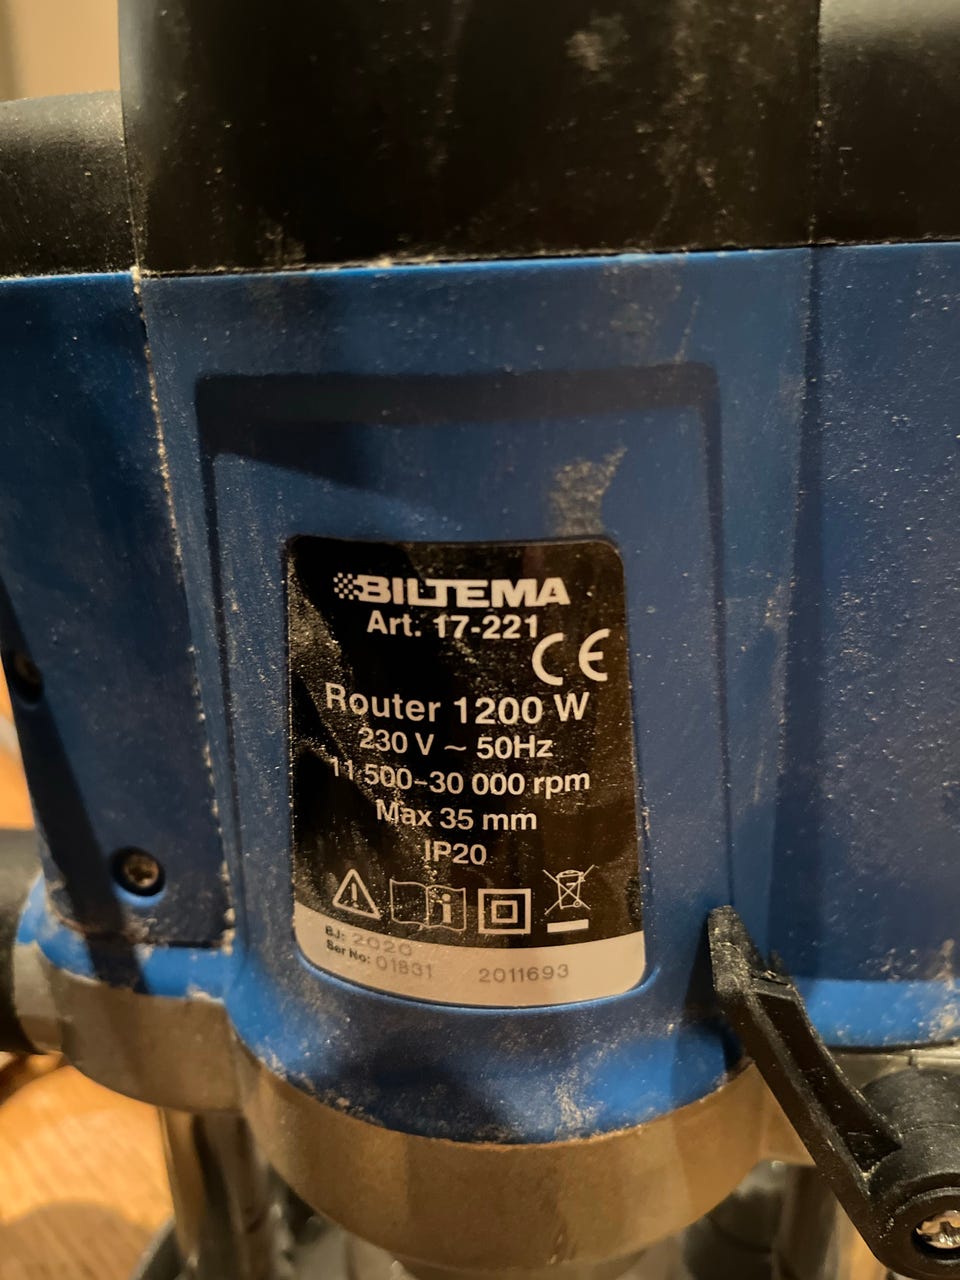 BILTEMA
Art. 17-221
CE
Router 1200 W
230 V ~ 50Hz
11 500-30 000 rpm
Max 35 mm
IP20
BJ: 2020
Ser No: 01831 2011693